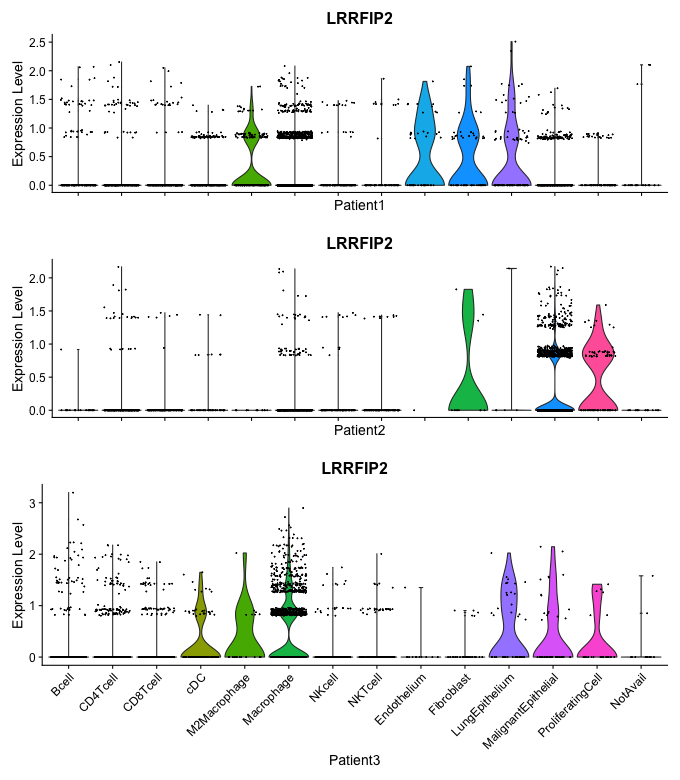 LRRFIP2
Expression Level
2.5
2.0
1.5
1.0
0.5
0.0
Patient1
LRRFIP2
Expression Level
2.0
1.5
1.0
0.5
0.0
Patient2
LRRFIP2
Expression Level
3
2
1
0
Bcell
CD4Tcell
CD8Tcell
cDC
M2Macrophage
Macrophage
NKcell
NKTcell
Endothelium
Fibroblast
LungEpithelium
MalignantEpithelial
ProliferatingCell
NotAvail
Patient3